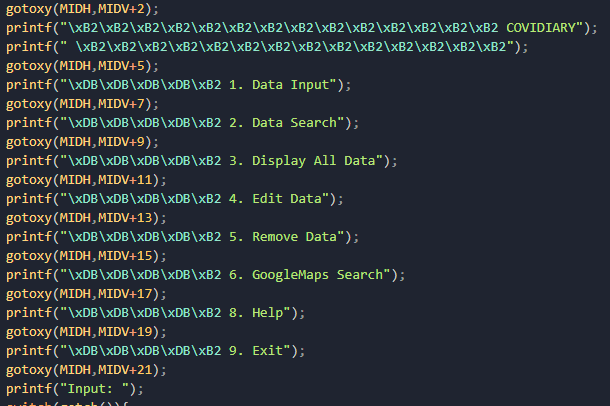 gotoxy(MIDH,MIDV+2);
printf("\xB2\xB2\xB2\xB2\xB2\xB2\xB2\xB2\xB2\xB2\xB2\xB2\xB2\xB2 COVIDIARY");
printf(" \xB2\xB2\xB2\xB2\xB2\xB2\xB2\xB2\xB2\xB2\xB2\xB2\xB2\xB2");
gotoxy(MIDH,MIDV+5);
printf("\xDB\xDB\xDB\xDB\xB2 1. Data Input");
gotoxy(MIDH,MIDV+7);
printf("\xDB\xDB\xDB\xDB\xB2 2. Data Search");
gotoxy(MIDH,MIDV+9);
printf("\xDB\xDB\xDB\xDB\xB2 3. Display All Data");
gotoxy(MIDH,MIDV+11);
printf("\xDB\xDB\xDB\xDB\xB2 4. Edit Data");
gotoxy(MIDH,MIDV+13);
printf("\xDB\xDB\xDB\xDB\xB2 5. Remove Data");
gotoxy(MIDH,MIDV+15);
printf("\xDB\xDB\xDB\xDB\xB2 6. GoogleMaps Search");
gotoxy(MIDH,MIDV+17);
printf("\xDB\xDB\xDB\xDB\xB2 8. Help");
gotoxy(MIDH,MIDV+19);
printf("\xDB\xDB\xDB\xDB\xB2 9. Exit");
gotoxy(MIDH,MIDV+21);
printf("Input: ");
switch(getch()){